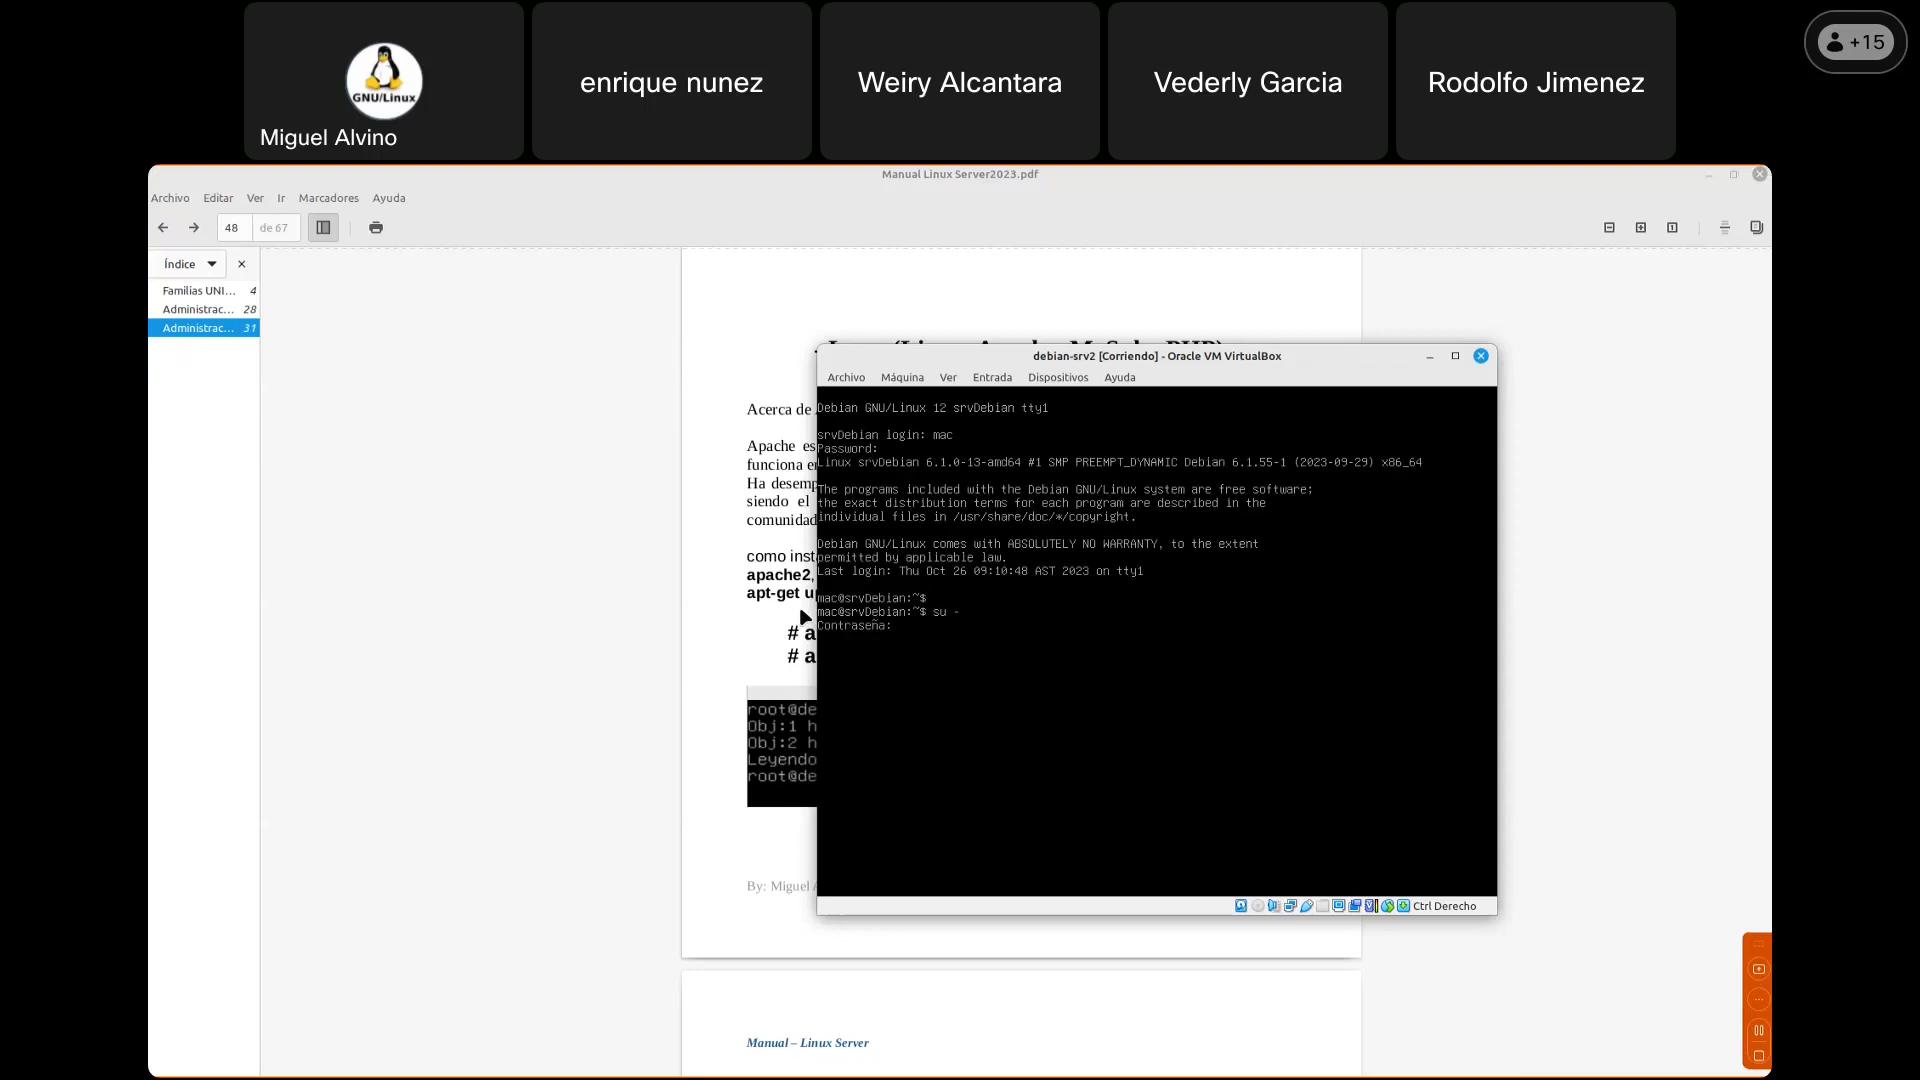 GNU/Linux
Miguel Alvino
enrique nunez
Weiry Alcantara
Vederly Garcia
Rodolfo Jimenez
+15
Manual Linux Server2023.pdf
Archivo Editar Ver Ir Marcadores Ayuda
48 de 67
Índice
Familias UNI... 4
Administrac... 28
Administrac... 31
Acerca de
Apache es
funciona e
Ha desemp
siendo el
comunidad
como inst
apache2,
apt-get u
# a
# a
root@de
Obj:1 h
Obj:2 h
Leyendo
root@de
By: Miguel
Manual – Linux Server
debian-srv2 [Corriendo] - Oracle VM VirtualBox
Archivo Máquina Ver Entrada Dispositivos Ayuda
Debian GNU/Linux 12 srvDebian tty1
srvDebian login: mac
Password:
Linux srvDebian 6.1.0-13-amd64 #1 SMP PREEMPT_DYNAMIC Debian 6.1.55-1 (2023-09-29) x86_64
The programs included with the Debian GNU/Linux system are free software;
the exact distribution terms for each program are described in the
individual files in /usr/share/doc/*/copyright.
Debian GNU/Linux comes with ABSOLUTELY NO WARRANTY, to the extent
permitted by applicable law.
Last login: Thu Oct 26 09:10:48 AST 2023 on tty1
mac@srvDebian:~$
mac@srvDebian:~$ su -
Contraseña:
Ctrl Derecho